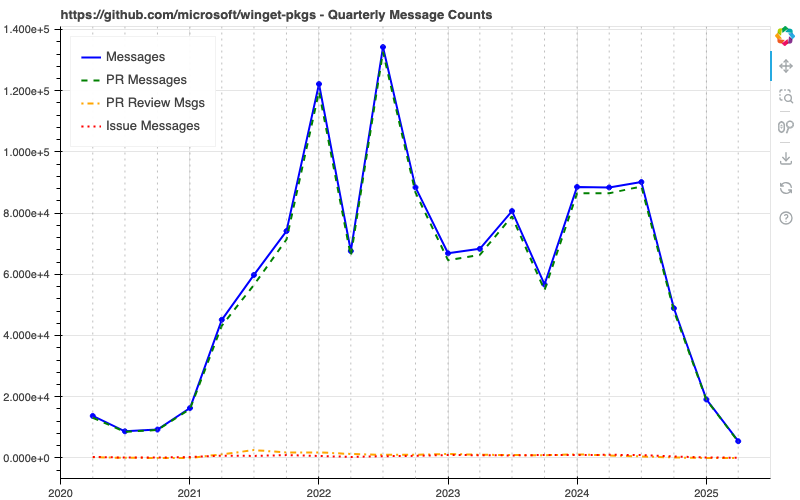 https://github.com/microsoft/winget-pkgs - Quarterly Message Counts
1.400e+5
1.200e+5
1.000e+5
8.000e+4
6.000e+4
4.000e+4
2.000e+4
0.000e+0
Messages
PR Messages
PR Review Msgs
Issue Messages
2020
2021
2022
2023
2024
2025